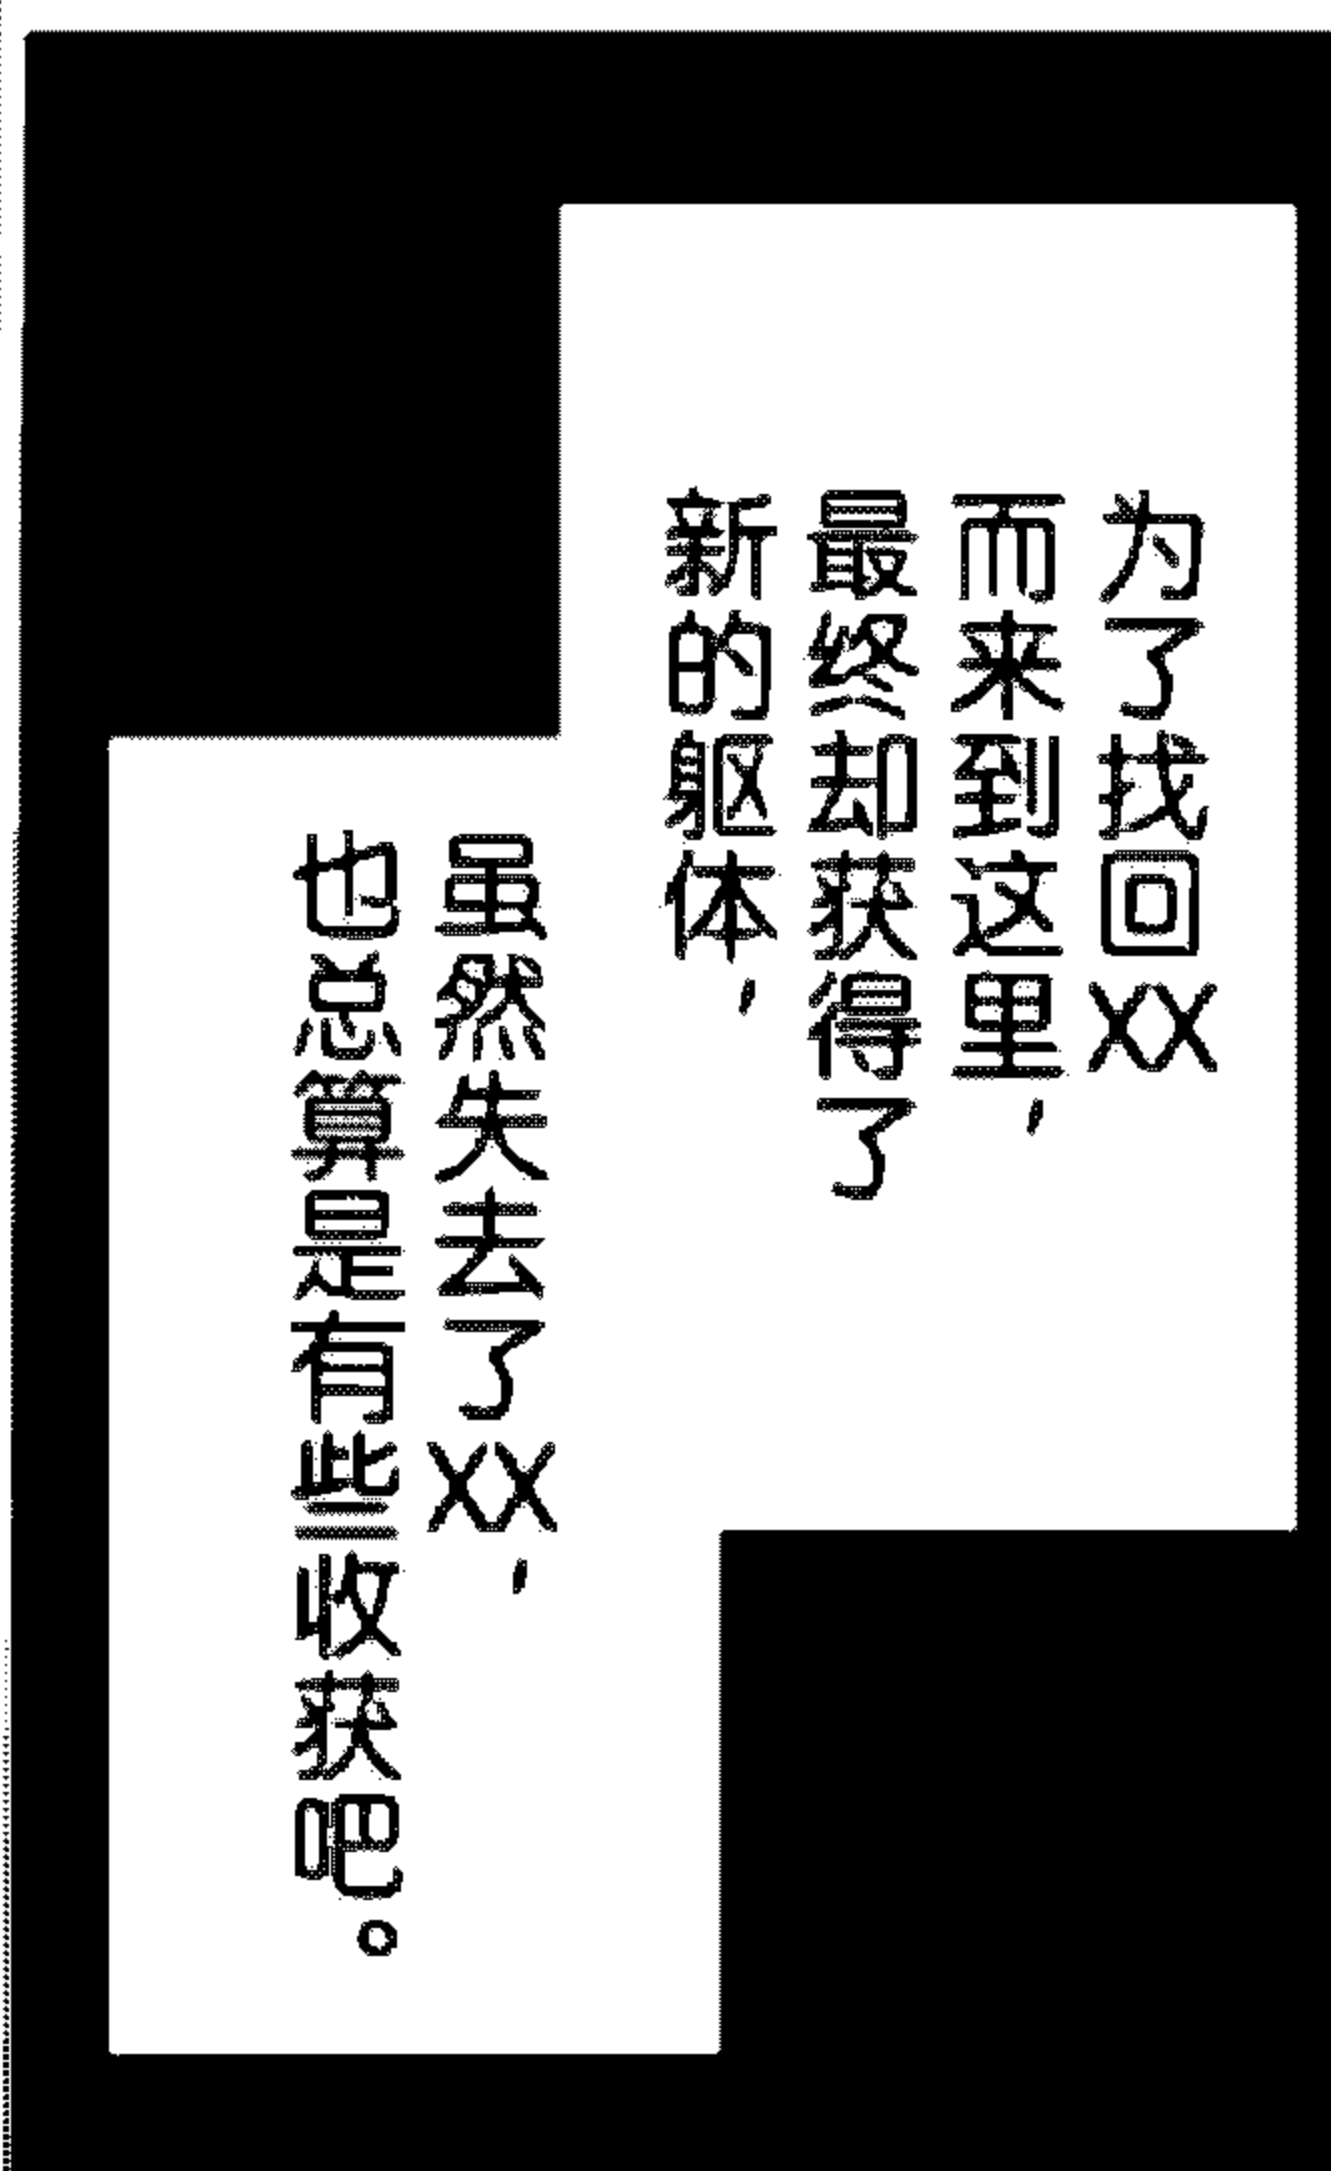 为了找回XX
而来到这里，
最终却获得了
新的躯体，
虽然失去了XX，
也总算是有些收获吧。